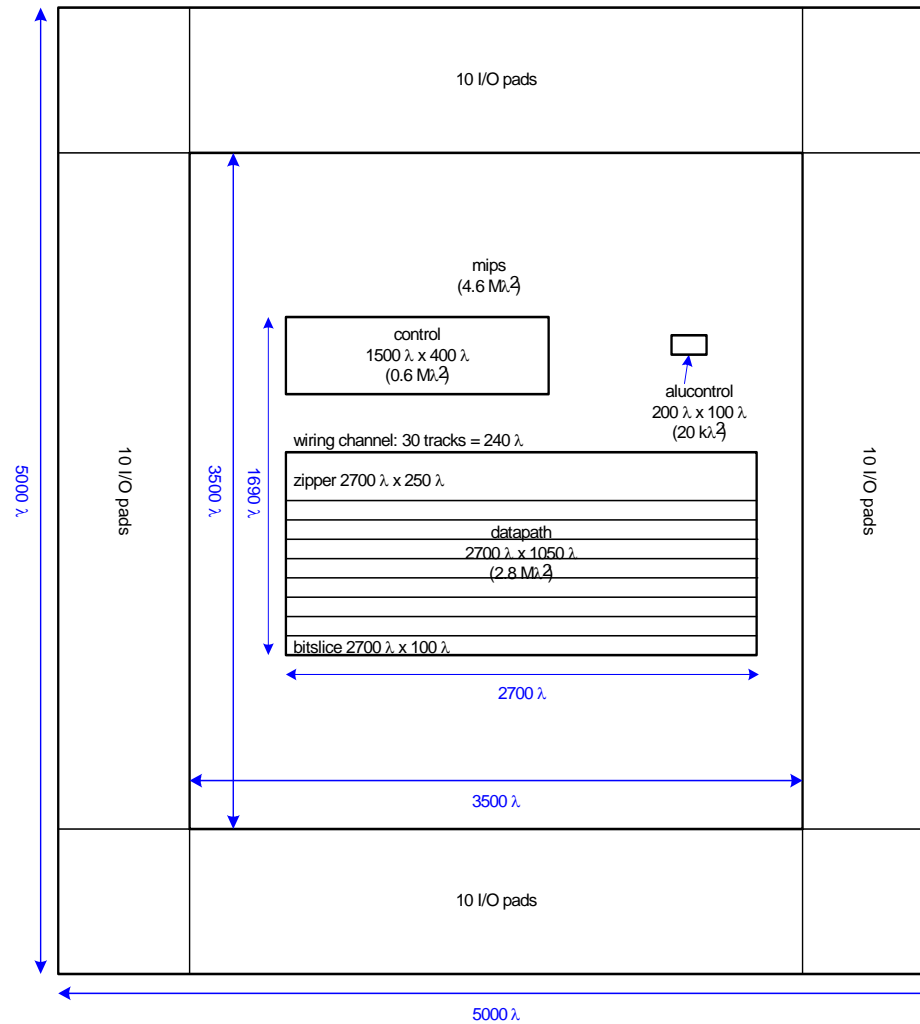 10 I/O pads
mips
(4.6 Mλ²)
control
1500 λ x 400 λ
(0.6 Mλ²)
alucontrol
200 λ x 100 λ
(20 kλ²)
wiring channel: 30 tracks = 240 λ
zipper 2700 λ x 250 λ
datapath
2700 λ x 1050 λ
(2.8 Mλ²)
bitslice 2700 λ x 100 λ
5000 λ
10 I/O pads
3500 λ
1690 λ
10 I/O pads
2700 λ
3500 λ
10 I/O pads
5000 λ